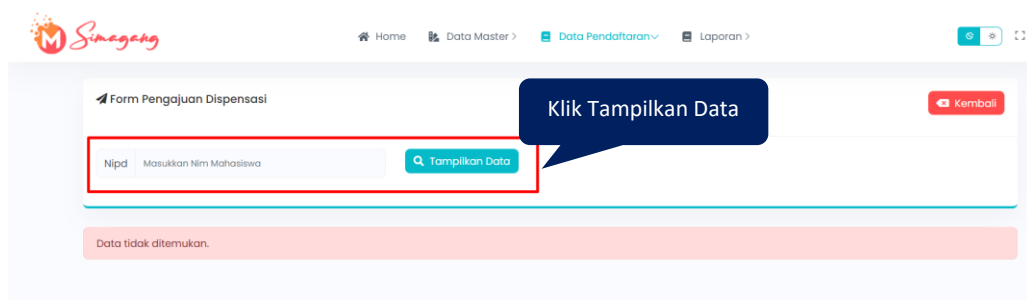 M Simagang
Home Data Master > Data Pendaftaran Laporan >
Form Pengajuan Dispensasi
Klik Tampilkan Data
Kembali
Nipd Masukkan Nim Mahasiswa Tampilkan Data
Data tidak ditemukan.